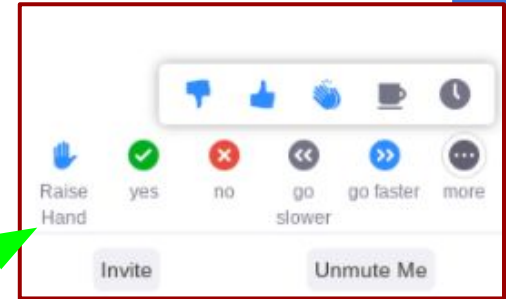 Raise Hand
yes
no
go slower
go faster
more
Invite
Unmute Me